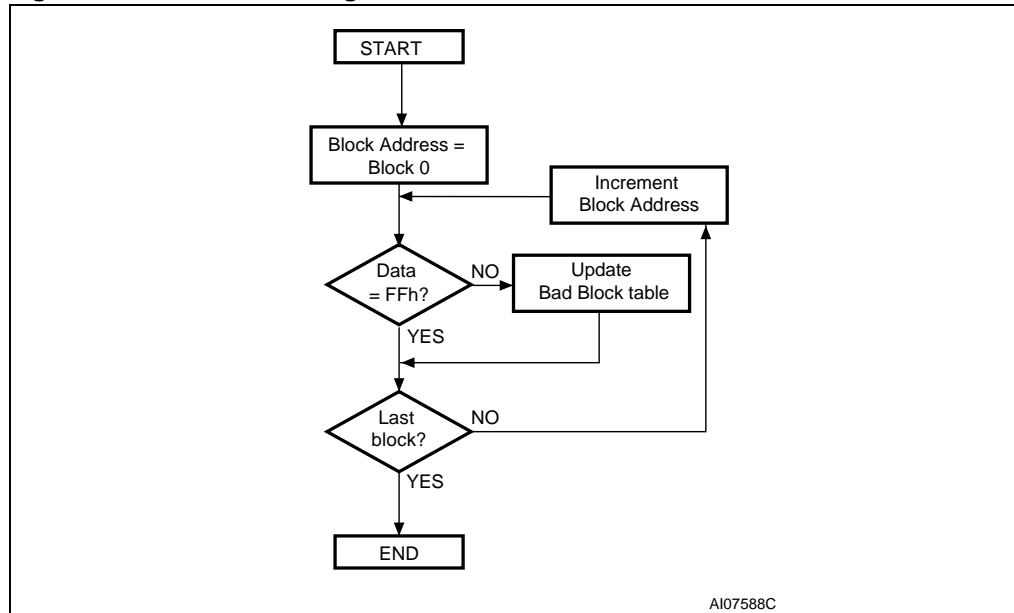 START
Block Address =
Block 0
Increment
Block Address
Data
= FFh?
NO
Update
Bad Block table
YES
Last
block?
NO
YES
END
AI07588C